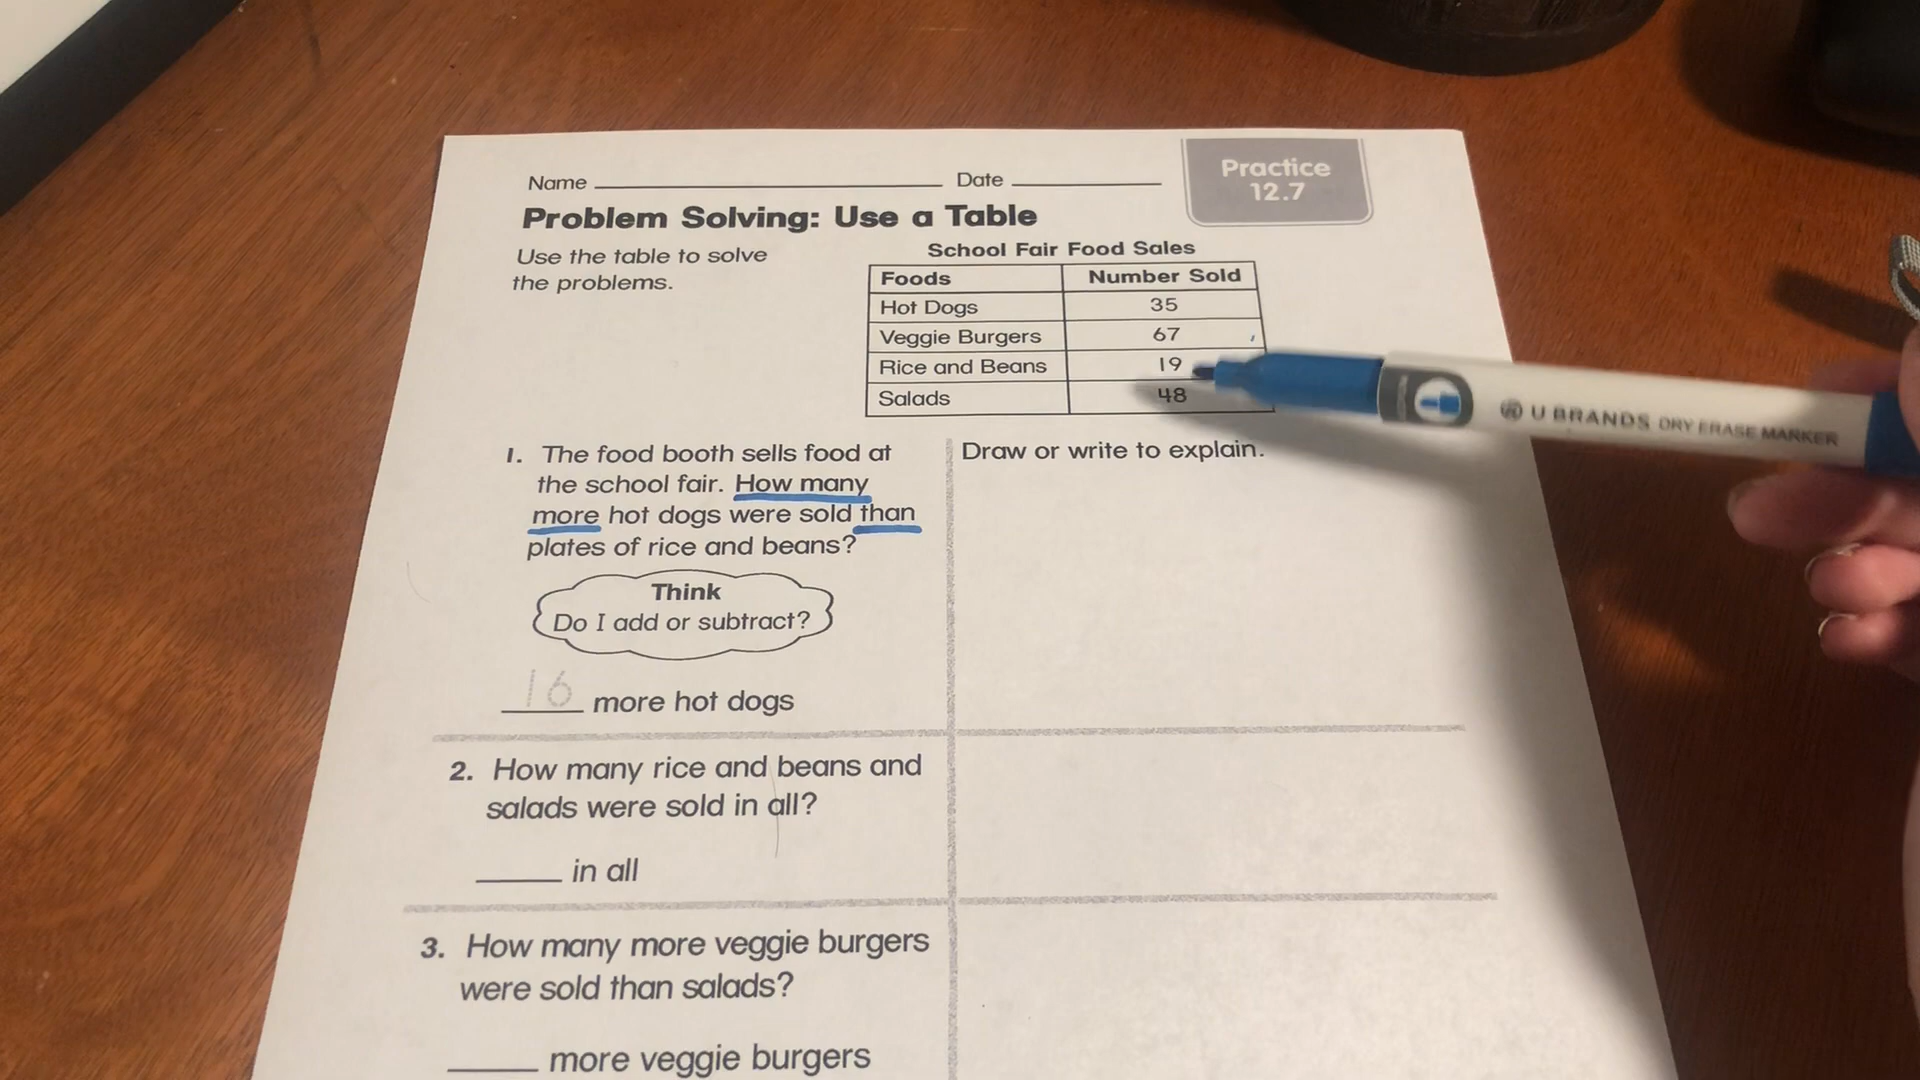 Name Date
Practice
12.7
Problem Solving: Use a Table
Use the table to solve
the problems.
School Fair Food Sales
Foods Number Sold
Hot Dogs 35
Veggie Burgers 67
Rice and Beans 19
Salads 48
U BRANDS DRY ERASE MARKER
1. The food booth sells food at
the school fair. How many
more hot dogs were sold than
plates of rice and beans?
Think
Do I add or subtract?
16 more hot dogs
Draw or write to explain.
2. How many rice and beans and
salads were sold in all?
in all
3. How many more veggie burgers
were sold than salads?
more veggie burgers